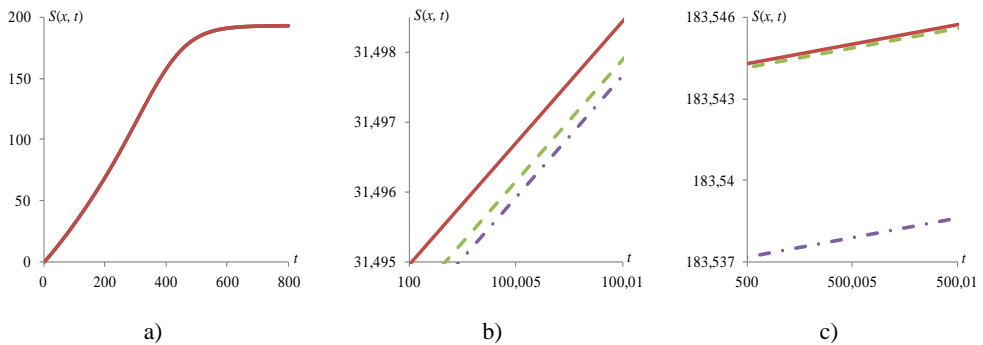 S(x, t)
200
150
100
50
0
0 200 400 600 800
t
a)
S(x, t)
31,498
31,497
31,496
31,495
100 100,005 100,01
t
b)
S(x, t)
183,546
183,543
183,54
183,537
500 500,005 500,01
t
c)